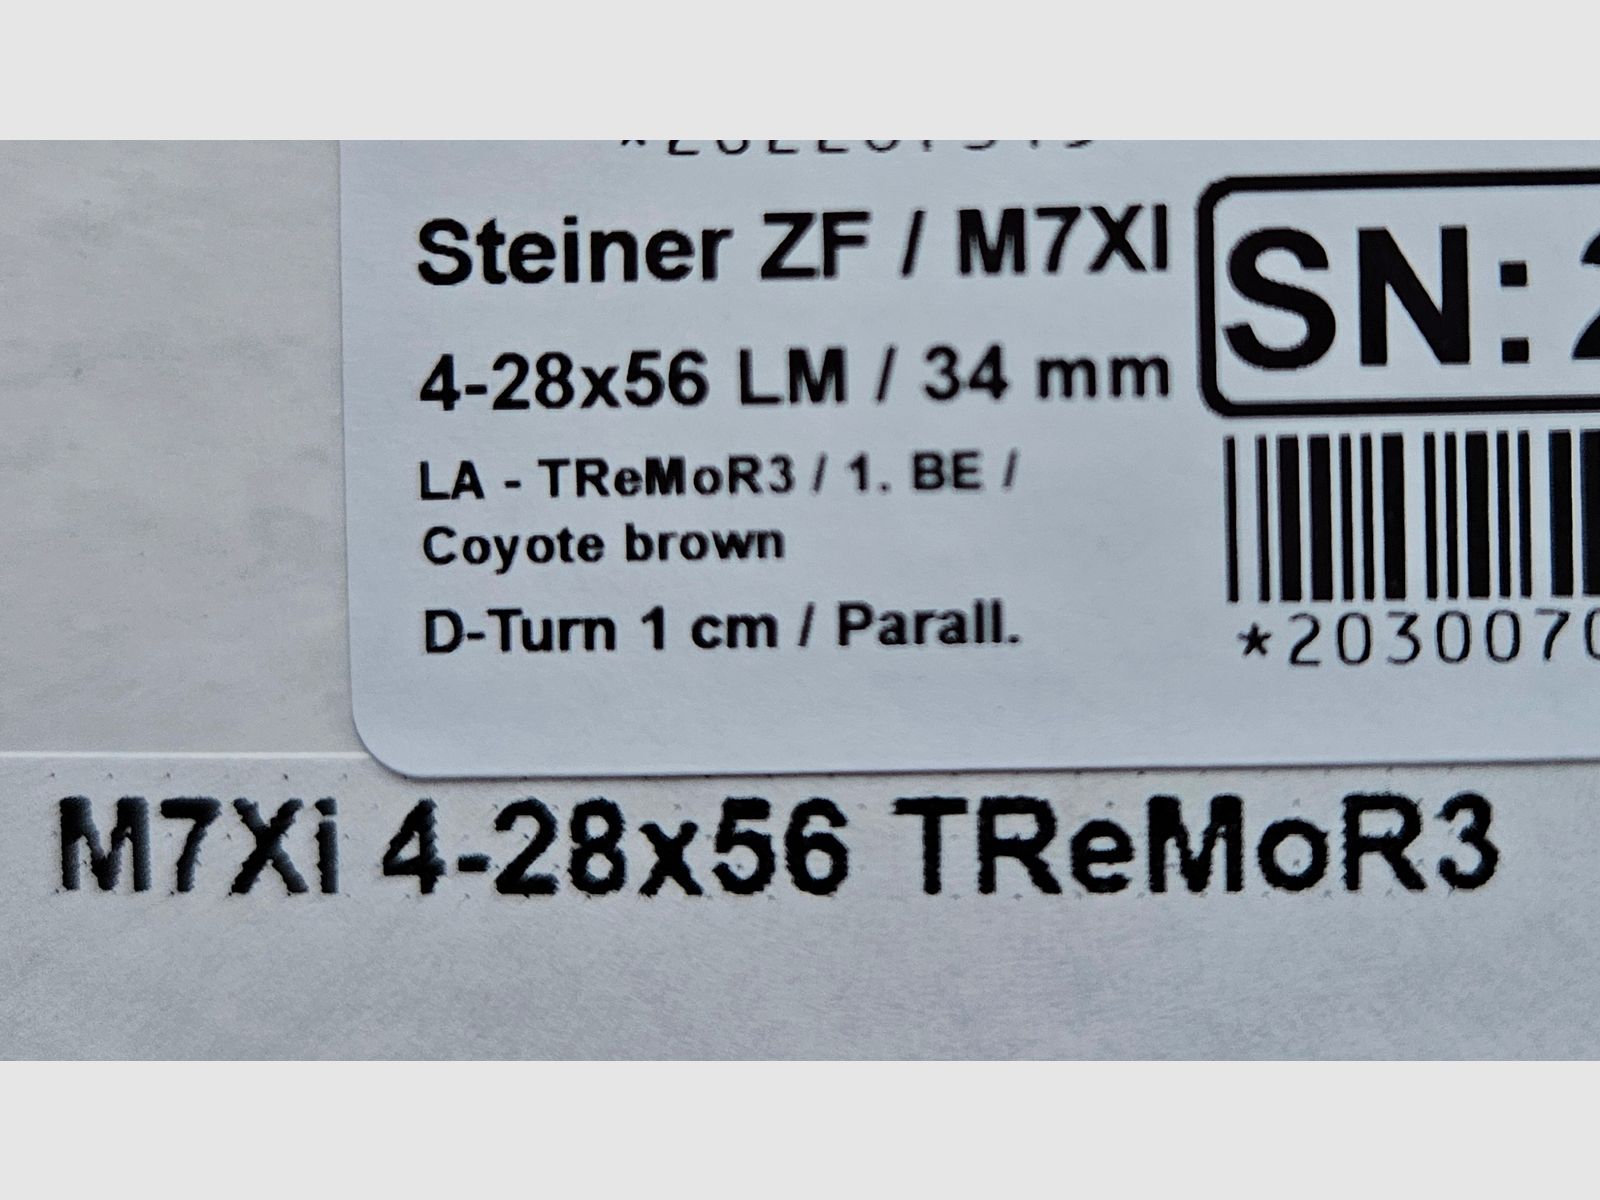 Steiner ZF / M7XI
4-28x56 LM / 34 mm
LA - TReMoR3 / 1. BE /
Coyote brown
D-Turn 1 cm / Parall.
SN:
*2030070
M7Xi 4-28x56 TReMoR3